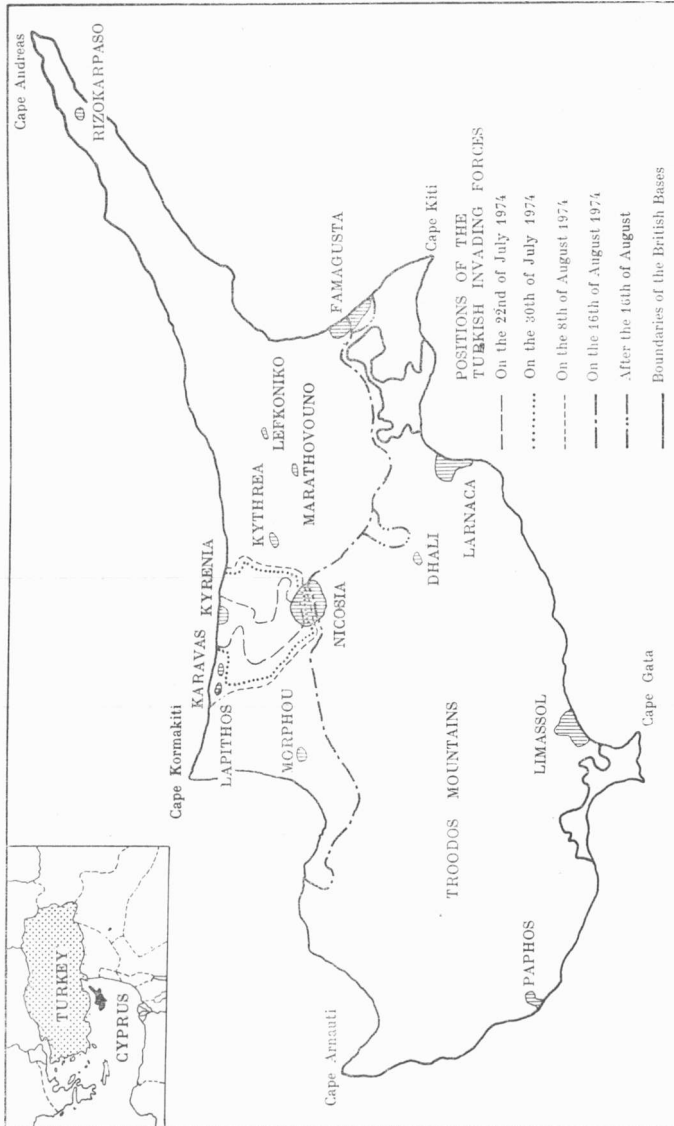 TURKEY
CYPRUS
Cape Andreas
RIZOKARPASO
Cape Kormakiti
KARAVAS
LAPITHOS
KYRENIA
KYTHREA
LEFKONIKO
MARATHOVOUNO
FAMAGUSTA
MORPHOU
NICOSIA
Cape Kiti
DHALI
LARNACA
Cape Arnauti
TROODOS MOUNTAINS
PAPHOS
LIMASSOL
Cape Gata
POSITIONS OF THE
TURKISH INVADING FORCES
On the 22nd of July 1974
On the 30th of July 1974
On the 8th of August 1974
On the 16th of August 1974
After the 16th of August
Boundaries of the British Bases